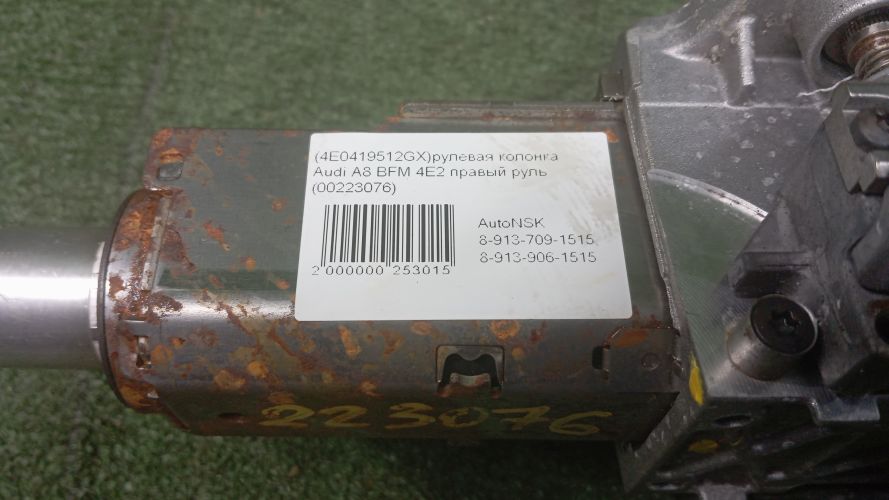 (4E0419512GX)рулевая колонка
Audi A8 BFM 4E2 правый руль
(00223076)
AutoNSK
8-913-709-1515
8-913-906-1515
2 000000 253015
223076